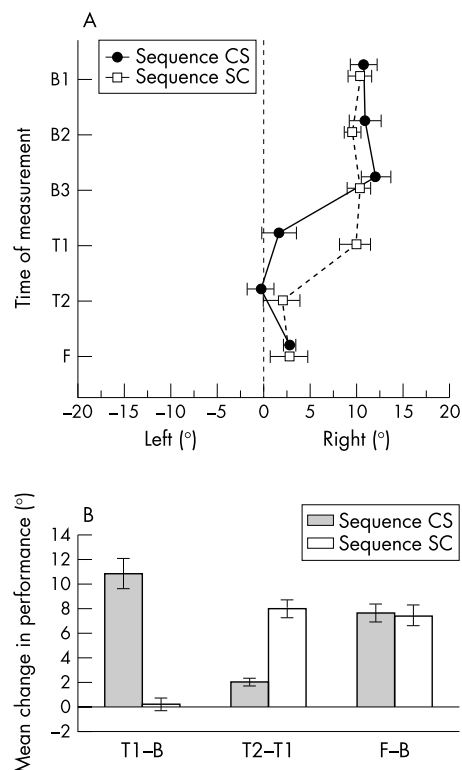 A
Sequence CS
Sequence SC
Time of measurement
B1
B2
B3
T1
T2
F
–20 –15 –10 –5 0 5 10 15 20
Left (°) Right (°)
B
Sequence CS
Sequence SC
Mean change in performance (°)
14
12
10
8
6
4
2
0
–2
T1–B T2–T1 F–B